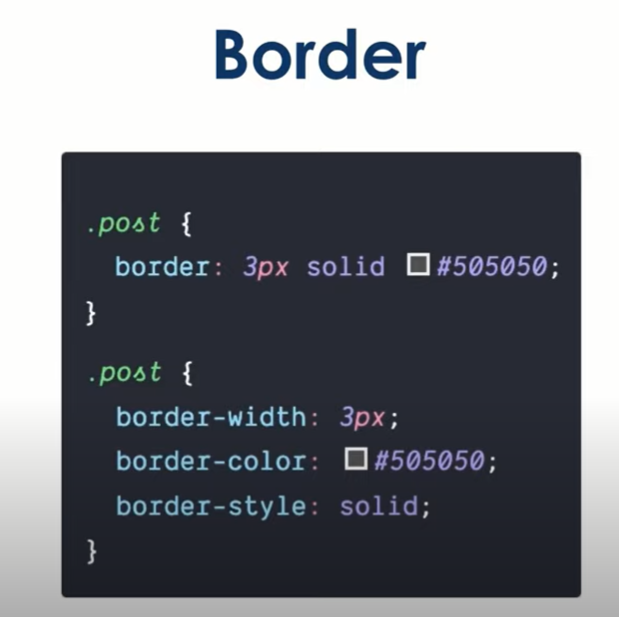 Border
.post {
border: 3px solid #505050;
}
.post {
border-width: 3px;
border-color: #505050;
border-style: solid;
}